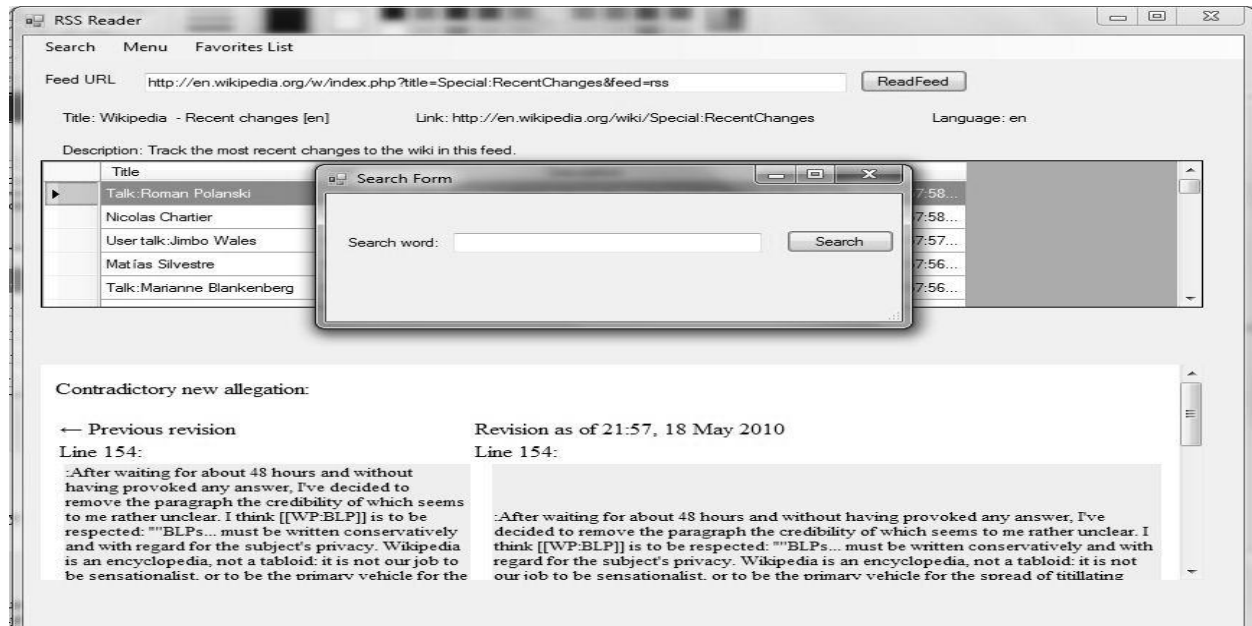 RSS Reader
Search Menu Favorites List
Feed URL http://en.wikipedia.org/w/index.php?title=Special:RecentChanges&feed=rss ReadFeed
Title: Wikipedia - Recent changes [en] Link: http://en.wikipedia.org/wiki/Special:RecentChanges Language: en
Description: Track the most recent changes to the wiki in this feed.
Title
Talk:Roman Polanski 7:58...
Nicolas Chartier 7:58...
User talk:Jimbo Wales 7:57...
Matías Silvestre 7:56...
Talk:Marianne Blankenberg 7:56...
Search Form
Search word: Search
Contradictory new allegation:
← Previous revision
Line 154:
:After waiting for about 48 hours and without
having provoked any answer, I've decided to
remove the paragraph the credibility of which seems
to me rather unclear. I think [[WP:BLP]] is to be
respected: ""BLPs... must be written conservatively
and with regard for the subject's privacy. Wikipedia
is an encyclopedia, not a tabloid: it is not our job to
be sensationalist, or to be the primary vehicle for the
Revision as of 21:57, 18 May 2010
Line 154:
:After waiting for about 48 hours and without having provoked any answer, I've
decided to remove the paragraph the credibility of which seems to me rather unclear. I
think [[WP:BLP]] is to be respected: ""BLPs... must be written conservatively and with
regard for the subject's privacy. Wikipedia is an encyclopedia, not a tabloid: it is not
our job to be sensationalist, or to be the primary vehicle for the spread of titillating